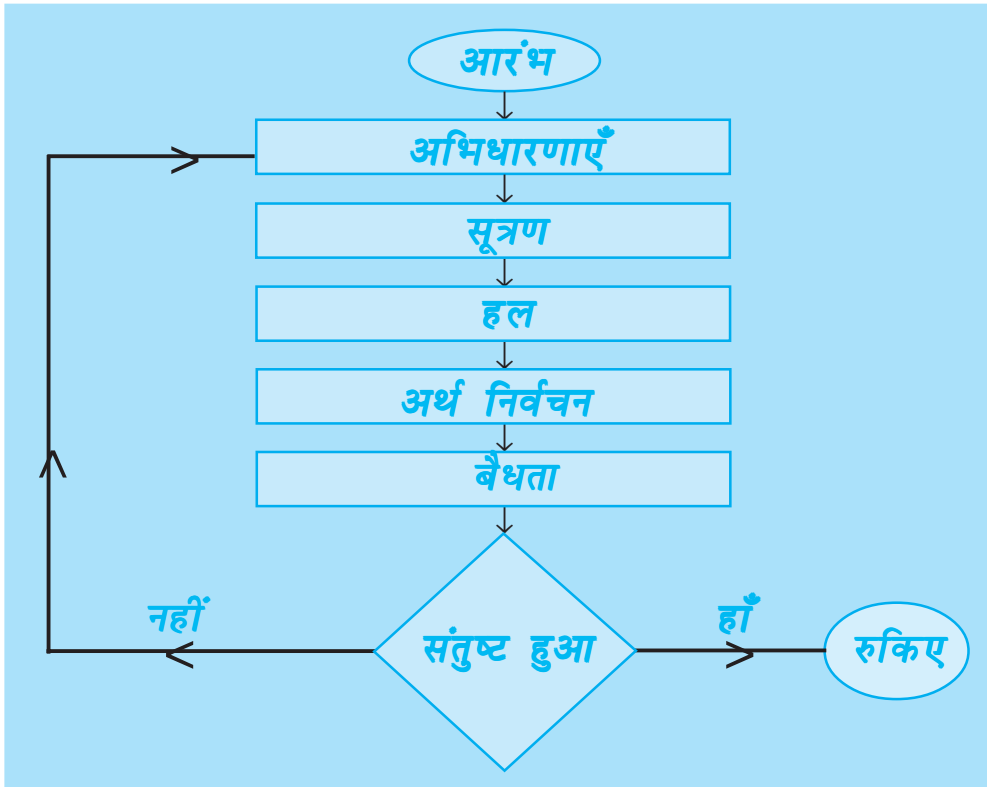 आरंभ
अभिधारणाएँ
सूत्रण
हल
अर्थ निर्वचन
बैधता
संतुष्ट हुआ
नहीं
हाँ
रुकिए